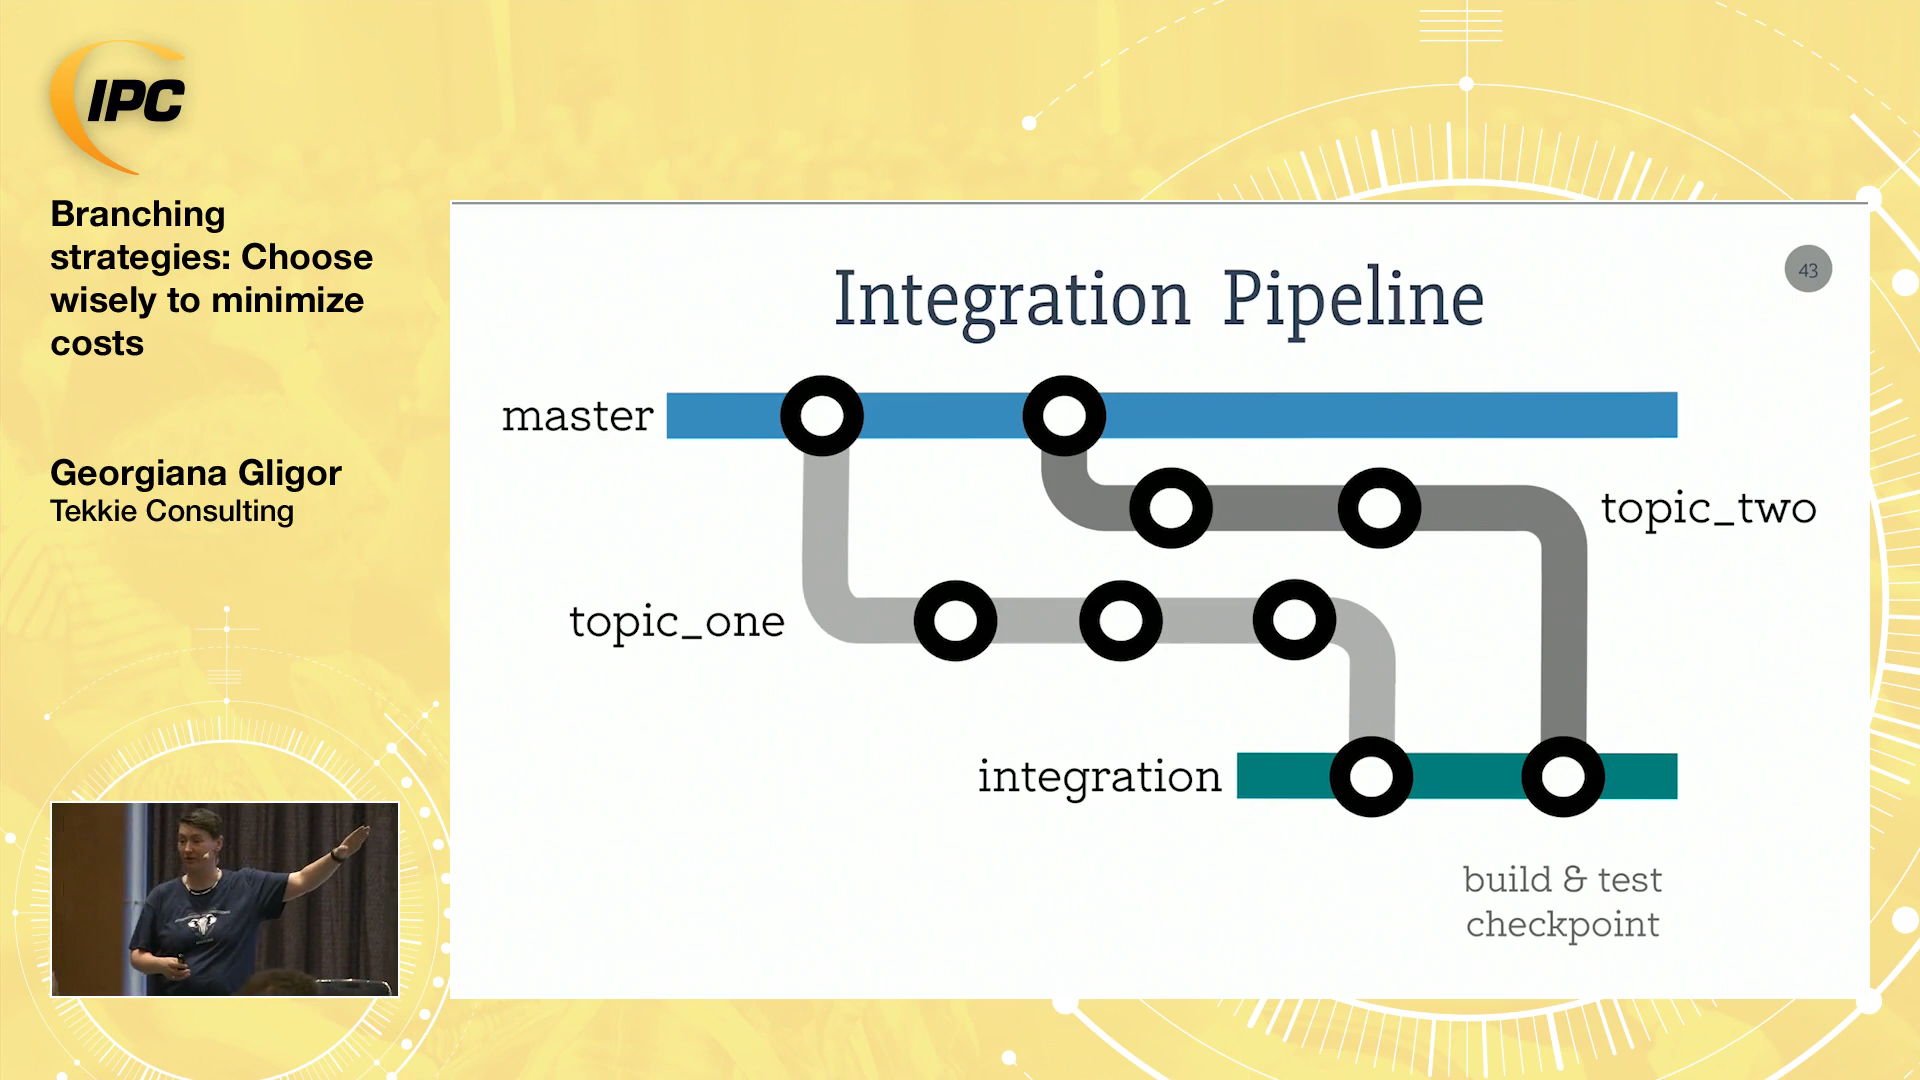 IPC
Branching
strategies: Choose
wisely to minimize
costs
Georgiana Gligor
Tekkie Consulting
43
Integration Pipeline
master
topic_two
topic_one
integration
build & test
checkpoint